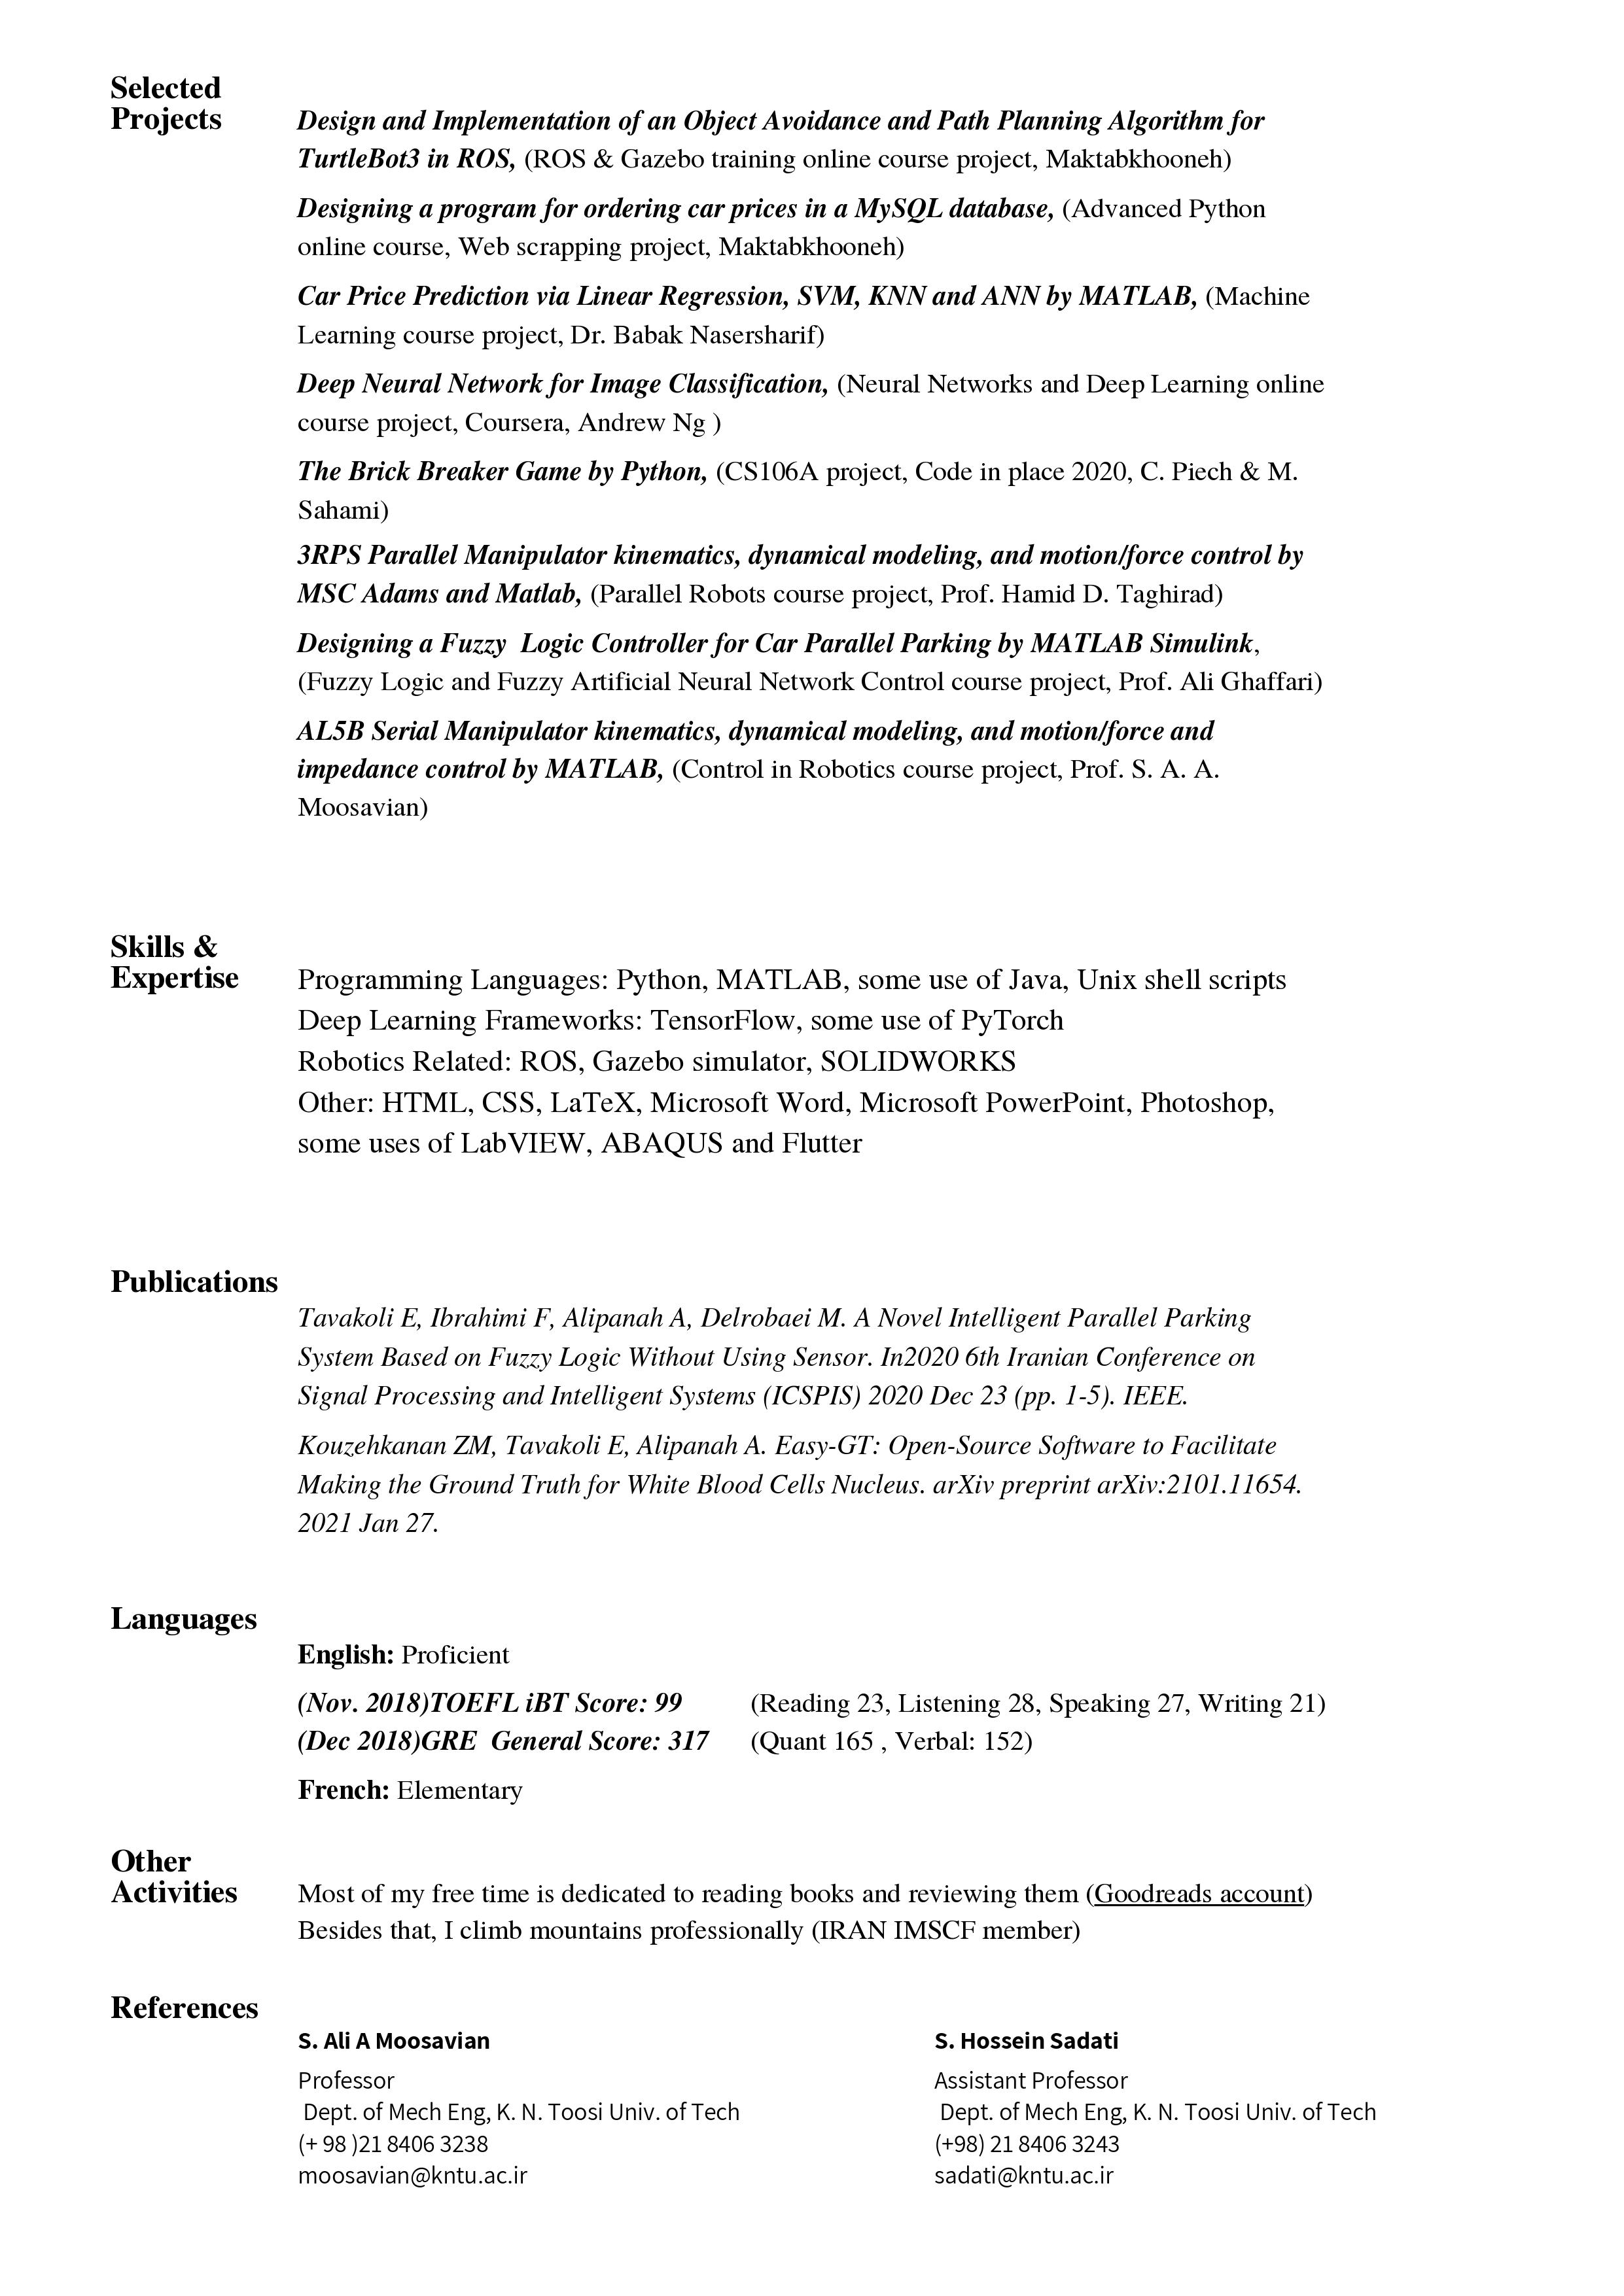 Selected
Projects
Design and Implementation of an Object Avoidance and Path Planning Algorithm for
TurtleBot3 in ROS, (ROS & Gazebo training online course project, Maktabkhooneh)
Designing a program for ordering car prices in a MySQL database, (Advanced Python
online course, Web scrapping project, Maktabkhooneh)
Car Price Prediction via Linear Regression, SVM, KNN and ANN by MATLAB, (Machine
Learning course project, Dr. Babak Nasersharif)
Deep Neural Network for Image Classification, (Neural Networks and Deep Learning online
course project, Coursera, Andrew Ng )
The Brick Breaker Game by Python, (CS106A project, Code in place 2020, C. Piech & M.
Sahami)
3RPS Parallel Manipulator kinematics, dynamical modeling, and motion/force control by
MSC Adams and Matlab, (Parallel Robots course project, Prof. Hamid D. Taghirad)
Designing a Fuzzy  Logic Controller for Car Parallel Parking by MATLAB Simulink,
(Fuzzy Logic and Fuzzy Artificial Neural Network Control course project, Prof. Ali Ghaffari)
AL5B Serial Manipulator kinematics, dynamical modeling, and motion/force and
impedance control by MATLAB, (Control in Robotics course project, Prof. S. A. A.
Moosavian)
Skills &
Expertise
Programming Languages: Python, MATLAB, some use of Java, Unix shell scripts
Deep Learning Frameworks: TensorFlow, some use of PyTorch
Robotics Related: ROS, Gazebo simulator, SOLIDWORKS
Other: HTML, CSS, LaTeX, Microsoft Word, Microsoft PowerPoint, Photoshop,
some uses of LabVIEW, ABAQUS and Flutter
Publications
Tavakoli E, Ibrahimi F, Alipanah A, Delrobaei M. A Novel Intelligent Parallel Parking
System Based on Fuzzy Logic Without Using Sensor. In2020 6th Iranian Conference on
Signal Processing and Intelligent Systems (ICSPIS) 2020 Dec 23 (pp. 1-5). IEEE.
Kouzehkanan ZM, Tavakoli E, Alipanah A. Easy-GT: Open-Source Software to Facilitate
Making the Ground Truth for White Blood Cells Nucleus. arXiv preprint arXiv:2101.11654.
2021 Jan 27.
Languages
English: Proficient
(Nov. 2018)TOEFL iBT Score: 99 (Reading 23, Listening 28, Speaking 27, Writing 21)
(Dec 2018)GRE  General Score: 317 (Quant 165 , Verbal: 152)
French: Elementary
Other
Activities
Most of my free time is dedicated to reading books and reviewing them (Goodreads account)
Besides that, I climb mountains professionally (IRAN IMSCF member)
References
S. Ali A Moosavian
Professor
Dept. of Mech Eng, K. N. Toosi Univ. of Tech
(+ 98 )21 8406 3238
moosavian@kntu.ac.ir
S. Hossein Sadati
Assistant Professor
Dept. of Mech Eng, K. N. Toosi Univ. of Tech
(+98) 21 8406 3243
sadati@kntu.ac.ir